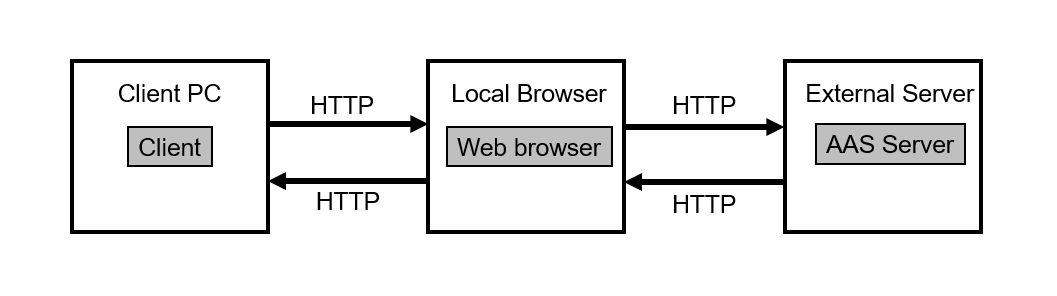 Client PC
Client
HTTP
HTTP
Local Browser
Web browser
HTTP
HTTP
External Server
AAS Server